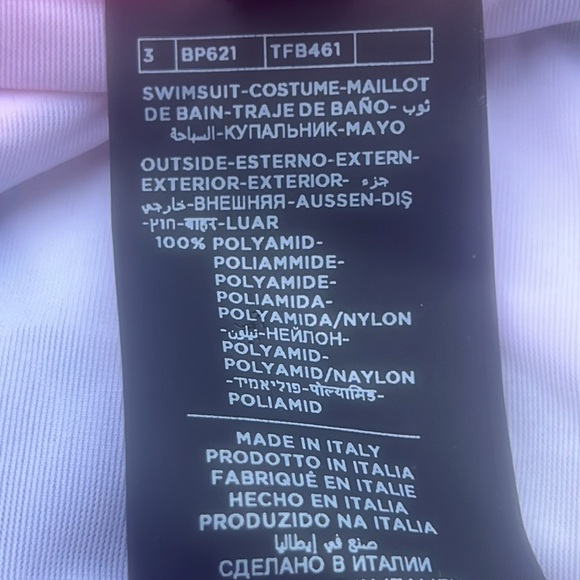 3 BP621 TFB461
SWIMSUIT-COSTUME-MAILLOT
DE BAIN-TRAJE DE BAÑO- ثوب
السباحة-КУПАЛЬНИК-MAYO
OUTSIDE-ESTERNO-EXTERN-
EXTERIOR-EXTERIOR- جزء
خارجي-ВНЕШНЯЯ-AUSSEN-DIŞ
-חוץ-बाहर-LUAR
100% POLYAMID-
POLIAMMIDE-
POLYAMIDE-
POLIAMIDA-
POLYAMIDA/NYLON
-نيلون-НЕЙЛОН-
POLYAMID-
POLYAMID/NAYLON
-פוליאמיד-पोल्यामिड-
POLIAMID
MADE IN ITALY
PRODOTTO IN ITALIA
FABRIQUÉ EN ITALIE
HECHO EN ITALIA
PRODUZIDO NA ITALIA
صنع في إيطاليا
СДЕЛАНО В ИТАЛИИ